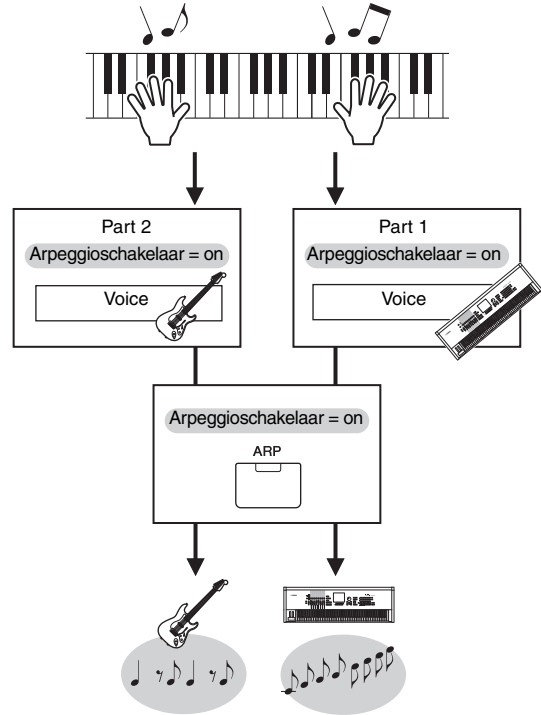 Part 2
Arpeggioschakelaar = on
Voice
Part 1
Arpeggioschakelaar = on
Voice
Arpeggioschakelaar = on
ARP